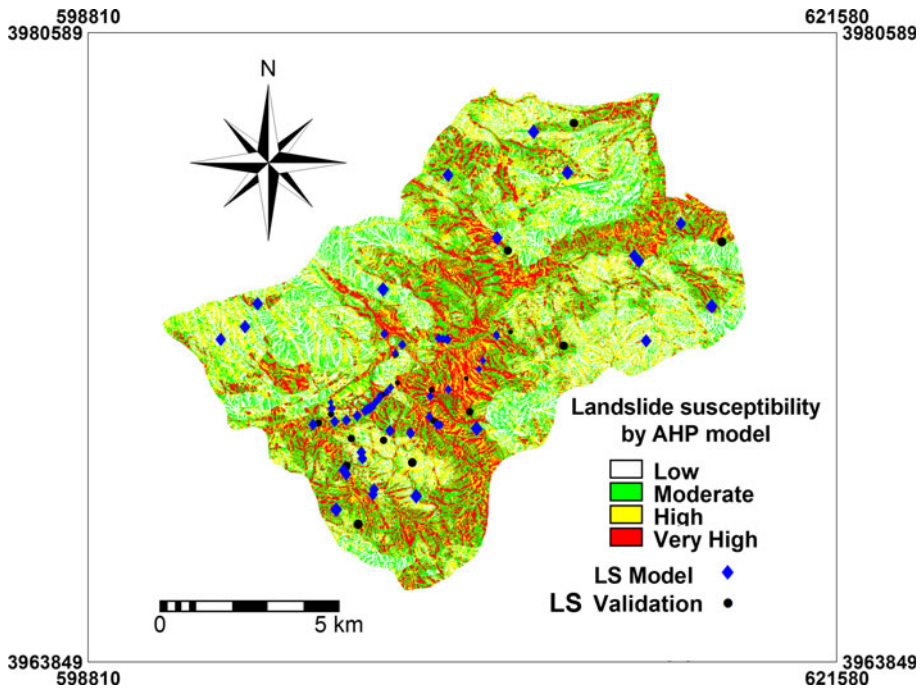 598810 621580
3980589 3980589
N
Landslide susceptibility
by AHP model
Low
Moderate
High
Very High
LS Model
LS Validation
0 5 km
3963849 3963849
598810 621580